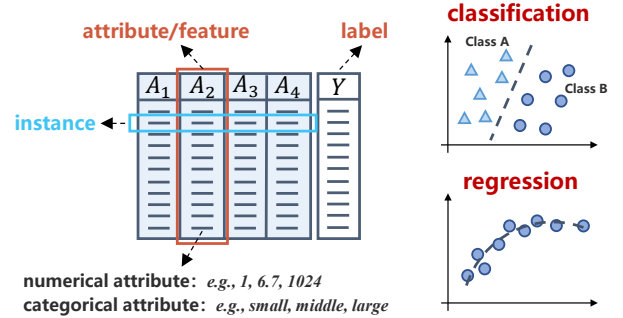 attribute/feature
label
A1 A2 A3 A4 Y
instance
numerical attribute: e.g., 1, 6.7, 1024
categorical attribute: e.g., small, middle, large
classification
Class A
Class B
regression